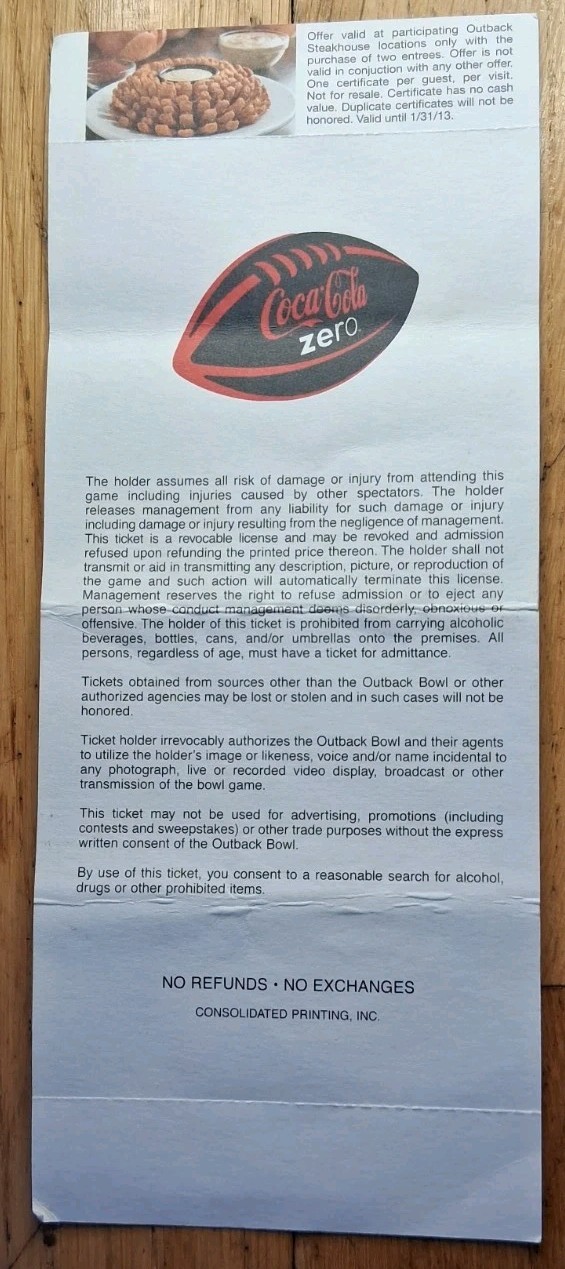 Offer valid at participating Outback
Steakhouse locations only with the
purchase of two entrees. Offer is not
valid in conjuction with any other offer.
One certificate per guest, per visit.
Not for resale. Certificate has no cash
value. Duplicate certificates will not be
honored. Valid until 1/31/13.
Coca-Cola
zero
The holder assumes all risk of damage or injury from attending this
game including injuries caused by other spectators. The holder
releases management from any liability for such damage or injury
including damage or injury resulting from the negligence of management.
This ticket is a revocable license and may be revoked and admission
refused upon refunding the printed price thereon. The holder shall not
transmit or aid in transmitting any description, picture, or reproduction of
the game and such action will automatically terminate this license.
Management reserves the right to refuse admission or to eject any
person whose conduct management deems disorderly, obnoxious or
offensive. The holder of this ticket is prohibited from carrying alcoholic
beverages, bottles, cans, and/or umbrellas onto the premises. All
persons, regardless of age, must have a ticket for admittance.
Tickets obtained from sources other than the Outback Bowl or other
authorized agencies may be lost or stolen and in such cases will not be
honored.
Ticket holder irrevocably authorizes the Outback Bowl and their agents
to utilize the holder's image or likeness, voice and/or name incidental to
any photograph, live or recorded video display, broadcast or other
transmission of the bowl game.
This ticket may not be used for advertising, promotions (including
contests and sweepstakes) or other trade purposes without the express
written consent of the Outback Bowl.
By use of this ticket, you consent to a reasonable search for alcohol,
drugs or other prohibited items.
NO REFUNDS • NO EXCHANGES
CONSOLIDATED PRINTING, INC.